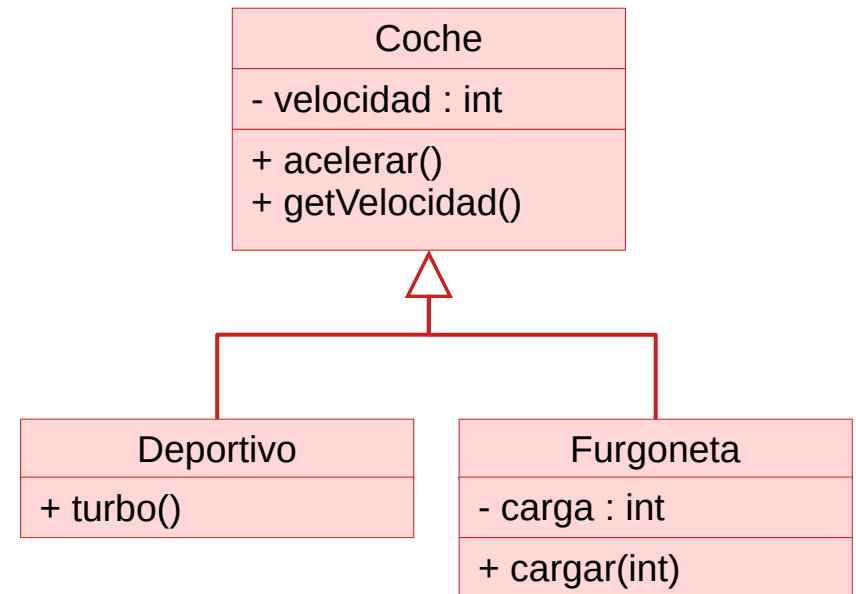 Coche
- velocidad : int
+ acelerar()
+ getVelocidad()
Deportivo
+ turbo()
Furgoneta
- carga : int
+ cargar(int)